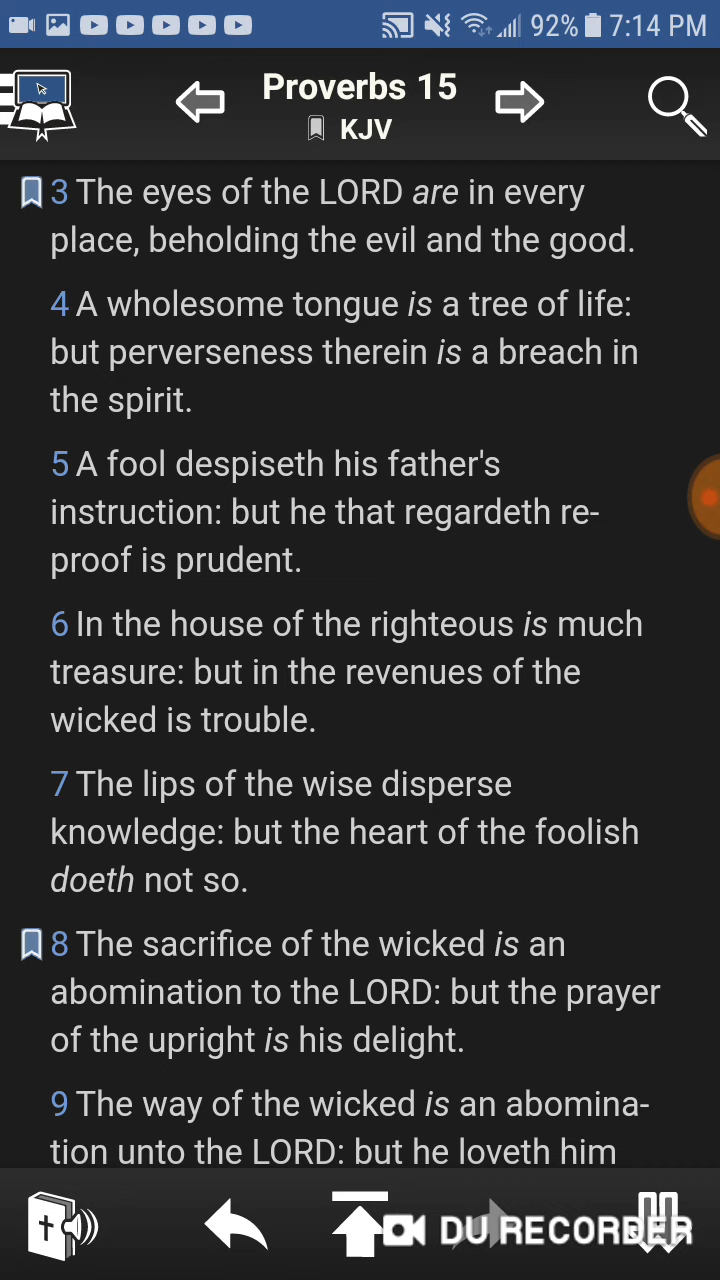 92% 7:14 PM
Proverbs 15
KJV
3 The eyes of the LORD are in every
place, beholding the evil and the good.
4 A wholesome tongue is a tree of life:
but perverseness therein is a breach in
the spirit.
5 A fool despiseth his father's
instruction: but he that regardeth re-
proof is prudent.
6 In the house of the righteous is much
treasure: but in the revenues of the
wicked is trouble.
7 The lips of the wise disperse
knowledge: but the heart of the foolish
doeth not so.
8 The sacrifice of the wicked is an
abomination to the LORD: but the prayer
of the upright is his delight.
9 The way of the wicked is an abomina-
tion unto the LORD: but he loveth him
DU RECORDER